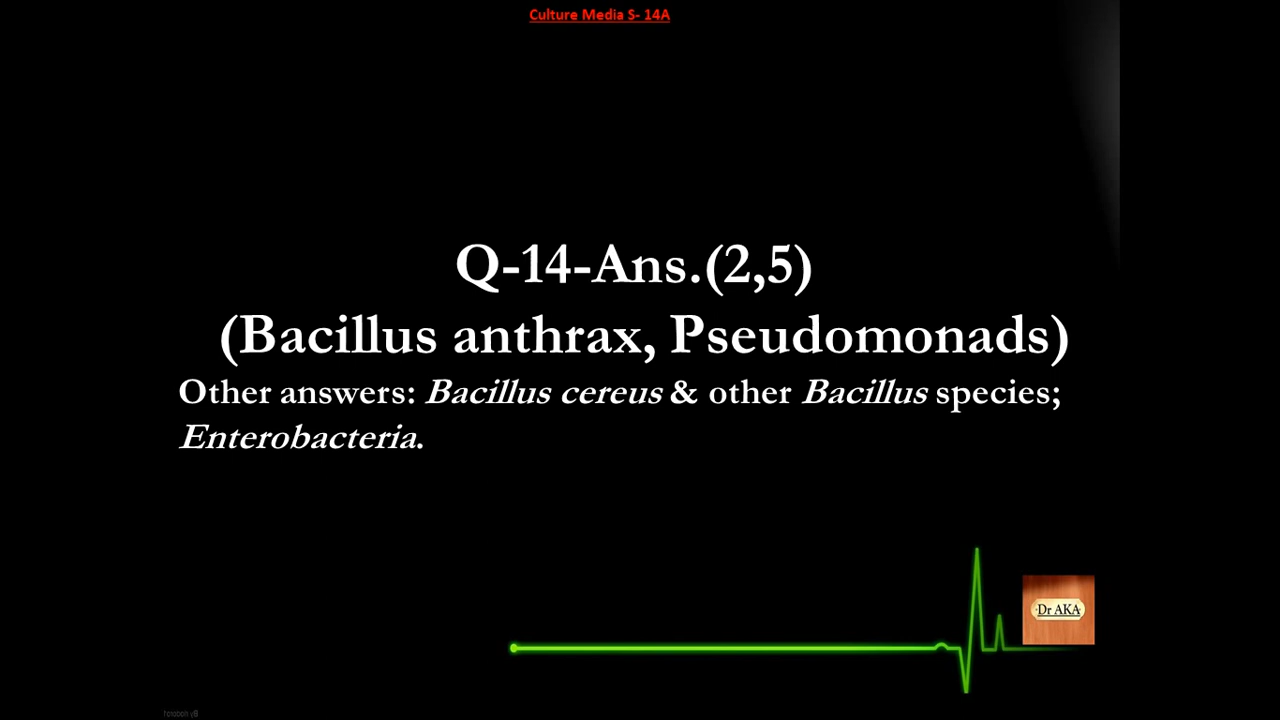 Culture Media S- 14A
Q-14-Ans.(2,5)
(Bacillus anthrax, Pseudomonads)
Other answers: Bacillus cereus & other Bacillus species;
Enterobacteria.
Dr AKA